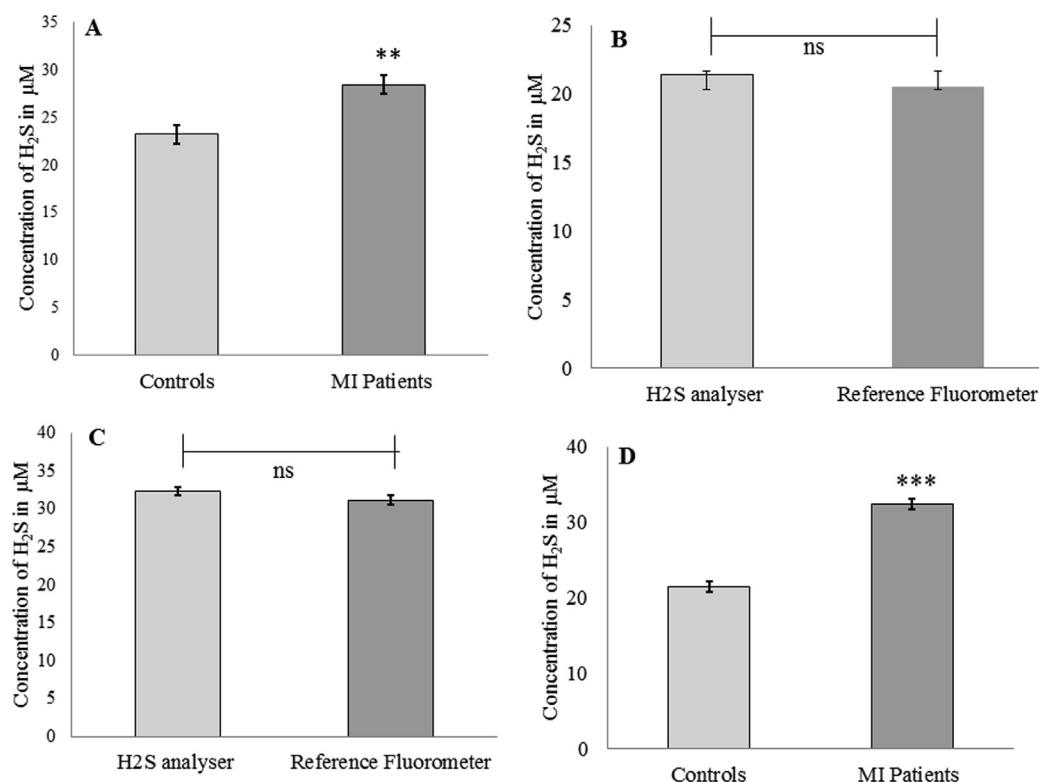 A
Concentration of H₂S in µM
35
30
25
20
15
10
5
0
**
Controls
MI Patients
B
Concentration of H₂S in µM
25
20
15
10
5
0
ns
H2S analyser
Reference Fluorometer
C
Concentration of H₂S in µM
40
35
30
25
20
15
10
5
0
ns
H2S analyser
Reference Fluorometer
D
Concentration of H₂S in µM
40
30
20
10
0
***
Controls
MI Patients